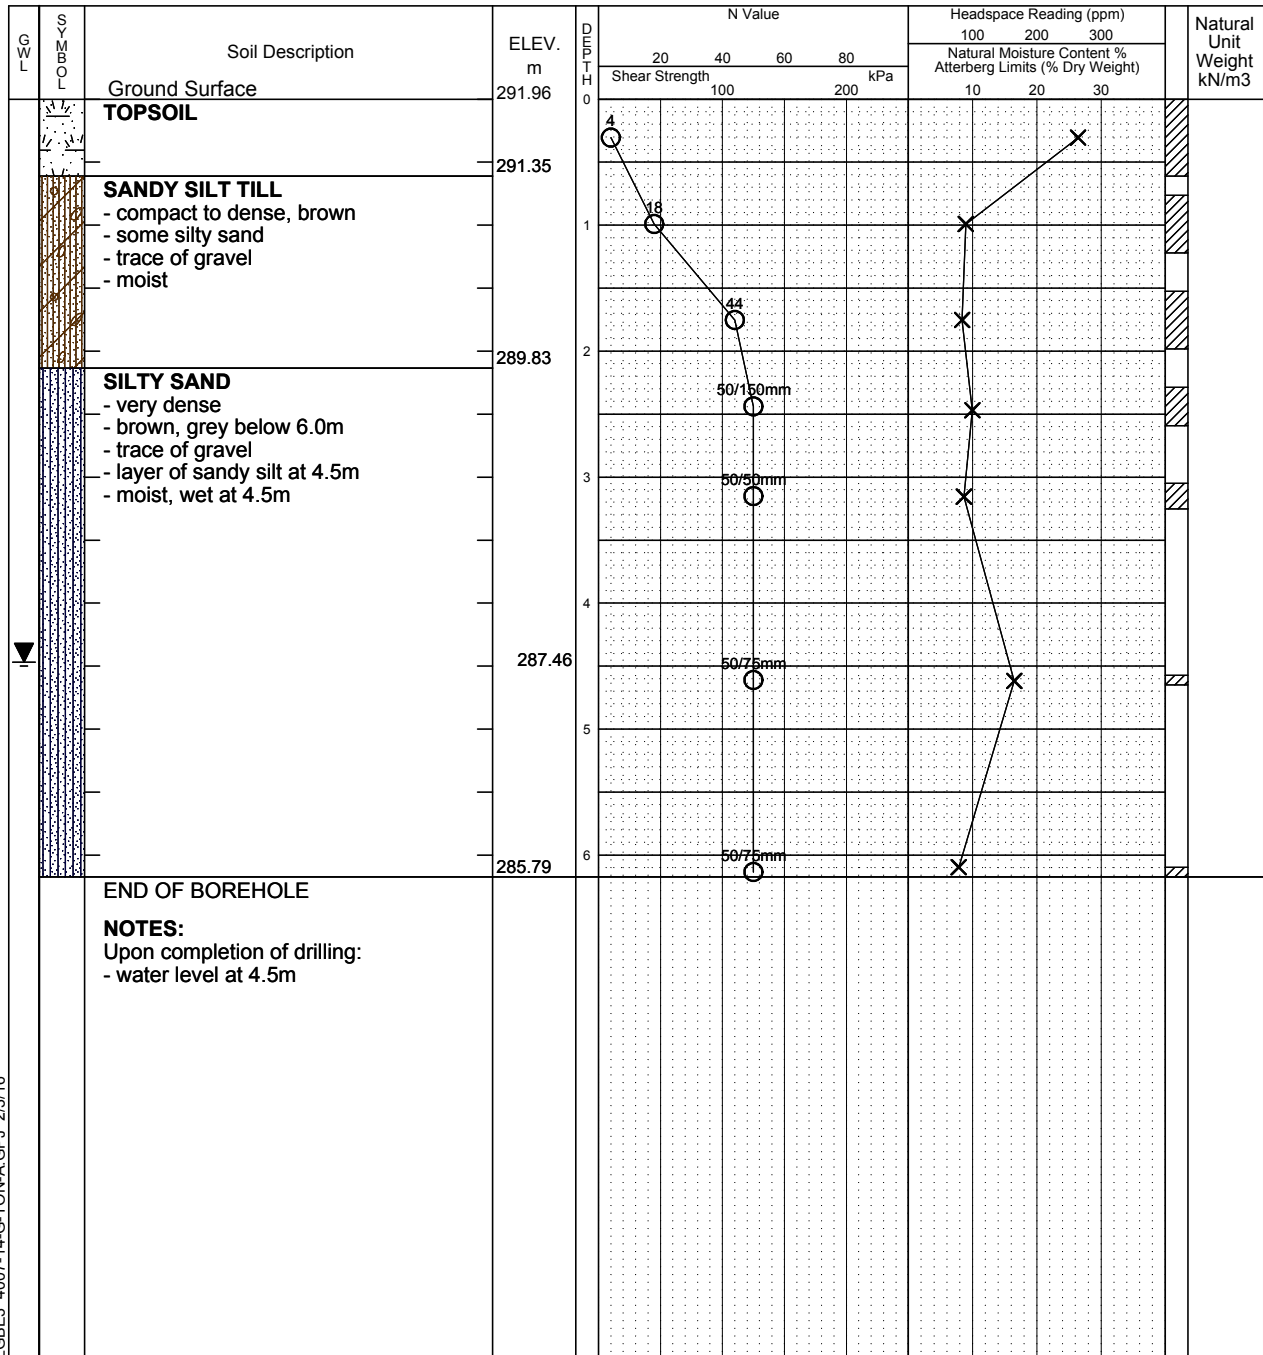 GWL
SYMBOL
Soil Description
Ground Surface
ELEV.
m
291.96
DEPTH
0
N Value
20 40 60 80
Shear Strength kPa
100 200
Headspace Reading (ppm)
100 200 300
Natural Moisture Content %
Atterberg Limits (% Dry Weight)
10 20 30
Natural
Unit
Weight
kN/m3
TOPSOIL
4
291.35
SANDY SILT TILL
- compact to dense, brown
- some silty sand
- trace of gravel
- moist
18
1
44
2
289.83
SILTY SAND
- very dense
- brown, grey below 6.0m
- trace of gravel
- layer of sandy silt at 4.5m
- moist, wet at 4.5m
50/150mm
3
50/50mm
4
287.46
50/75mm
5
6
285.79
50/75mm
END OF BOREHOLE
NOTES:
Upon completion of drilling:
- water level at 4.5m